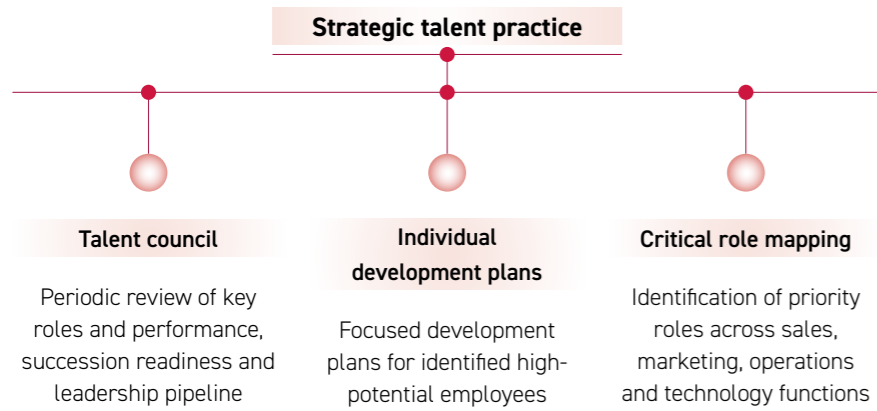 Strategic talent practice
Talent council
Periodic review of key
roles and performance,
succession readiness and
leadership pipeline
Individual
development plans
Focused development
plans for identified high-
potential employees
Critical role mapping
Identification of priority
roles across sales,
marketing, operations
and technology functions